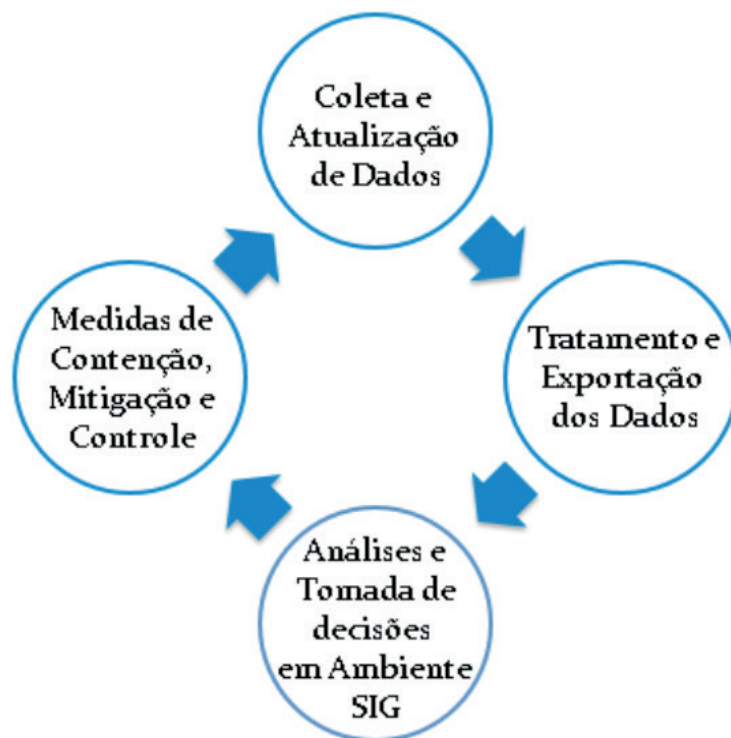 Coleta e
Atualização
de Dados
Tratamento e
Exportação
dos Dados
Análises e
Tomada de
decisões
em Ambiente
SIG
Medidas de
Contenção,
Mitigação e
Controle